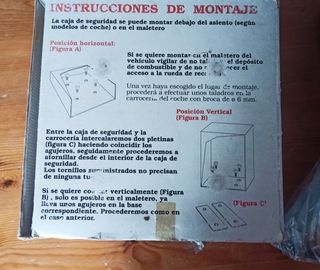 INSTRUCCIONES DE MONTAJE
La caja de seguridad se puede montar debajo del asiento (según
modelos de coche) o en el maletero
Posición horizontal:
(Figura A)
Si se quiere montar en el maletero del
vehículo vigilar de no el depósito
de combustible y de no el
acceso a la rueda de
Una vez haya escogido el lugar de montaje,
procederá a efectuar unos taladros en la
carrocería del coche con broca de ø 6 mm.
Posición Vertical
(Figura B)
Entre la caja de seguridad y la
carrocería intercalaremos dos pletinas
(figura C) haciendo coincidir los
agujeros, seguidamente procederemos a
atornillar desde el interior de la caja de
seguridad.
Los tornillos suministrados no precisan
de ninguna
Si se quiere verticalmente (Figura
B), solo es posible en el maletero, ya
lleva unos agujeros en la base
correspondiente. Procederemos como en
el caso anterior.
(Figura C)